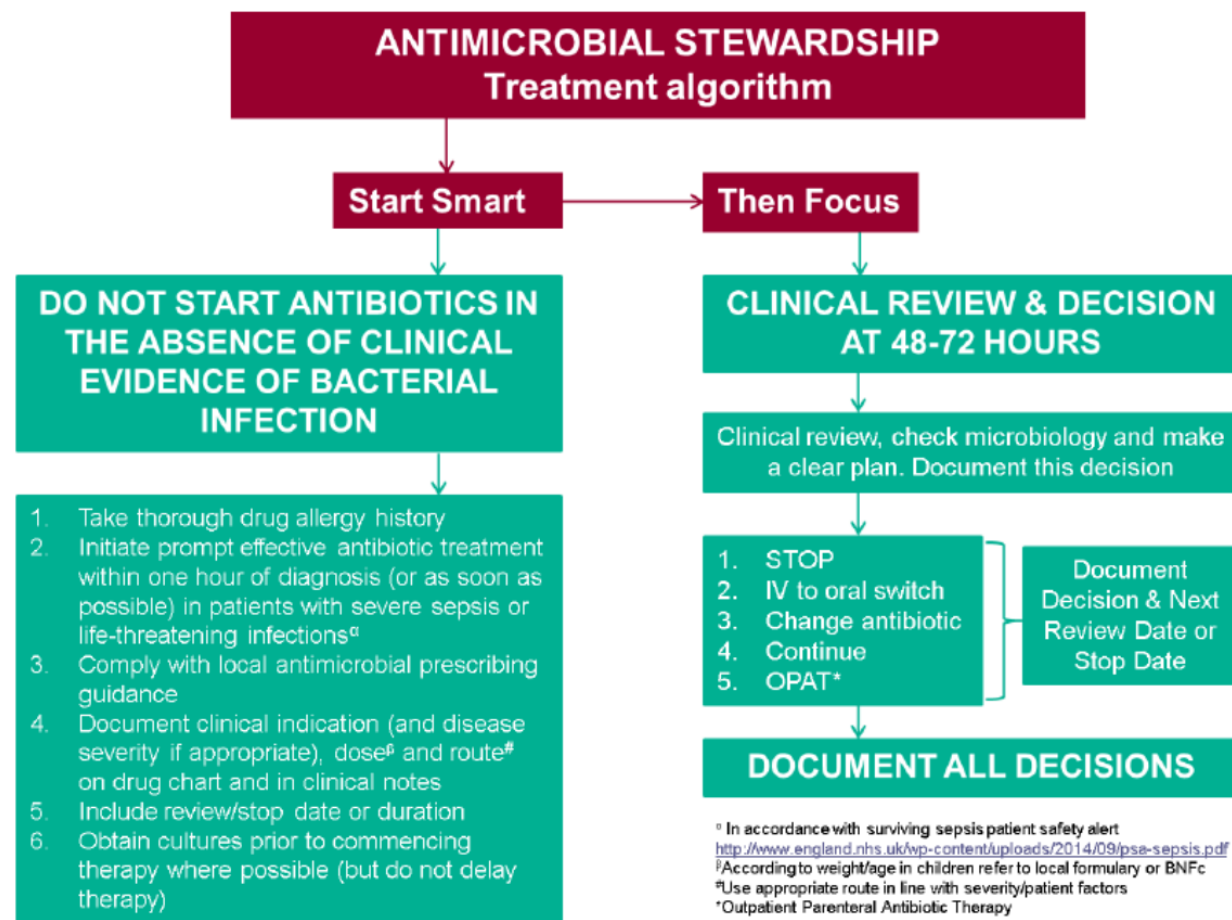 ANTIMICROBIAL STEWARDSHIP
Treatment algorithm
Start Smart
Then Focus
DO NOT START ANTIBIOTICS IN
THE ABSENCE OF CLINICAL
EVIDENCE OF BACTERIAL
INFECTION
1. Take thorough drug allergy history
2. Initiate prompt effective antibiotic treatment
within one hour of diagnosis (or as soon as
possible) in patients with severe sepsis or
life-threatening infectionsα
3. Comply with local antimicrobial prescribing
guidance
4. Document clinical indication (and disease
severity if appropriate), doseβ and route#
on drug chart and in clinical notes
5. Include review/stop date or duration
6. Obtain cultures prior to commencing
therapy where possible (but do not delay
therapy)
CLINICAL REVIEW & DECISION
AT 48-72 HOURS
Clinical review, check microbiology and make
a clear plan. Document this decision
1. STOP
2. IV to oral switch
3. Change antibiotic
4. Continue
5. OPAT*
Document
Decision & Next
Review Date or
Stop Date
DOCUMENT ALL DECISIONS
α In accordance with surviving sepsis patient safety alert
http://www.england.nhs.uk/wp-content/uploads/2014/09/psa-sepsis.pdf
βAccording to weight/age in children refer to local formulary or BNFc
#Use appropriate route in line with severity/patient factors
*Outpatient Parenteral Antibiotic Therapy